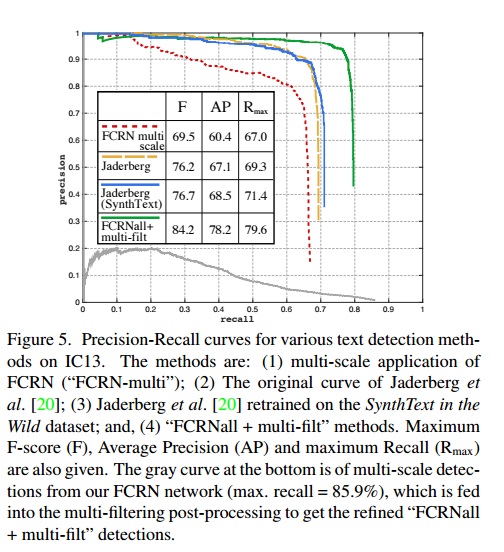 1
0.9
0.8
0.7
0.6
0.5
0.4
0.3
0.2
0.1
0
precision
F AP Rmax
FCRN multi scale 69.5 60.4 67.0
Jaderberg 76.2 67.1 69.3
Jaderberg (SynthText) 76.7 68.5 71.4
FCRNall+ multi-filt 84.2 78.2 79.6
0 0.1 0.2 0.3 0.4 0.5 0.6 0.7 0.8 0.9 1
recall
Figure 5. Precision-Recall curves for various text detection meth-
ods on IC13. The methods are: (1) multi-scale application of
FCRN (“FCRN-multi”); (2) The original curve of Jaderberg et
al. [20]; (3) Jaderberg et al. [20] retrained on the SynthText in the
Wild dataset; and, (4) “FCRNall + multi-filt” methods. Maximum
F-score (F), Average Precision (AP) and maximum Recall (Rmax)
are also given. The gray curve at the bottom is of multi-scale detec-
tions from our FCRN network (max. recall = 85.9%), which is fed
into the multi-filtering post-processing to get the refined “FCRNall
+ multi-filt” detections.